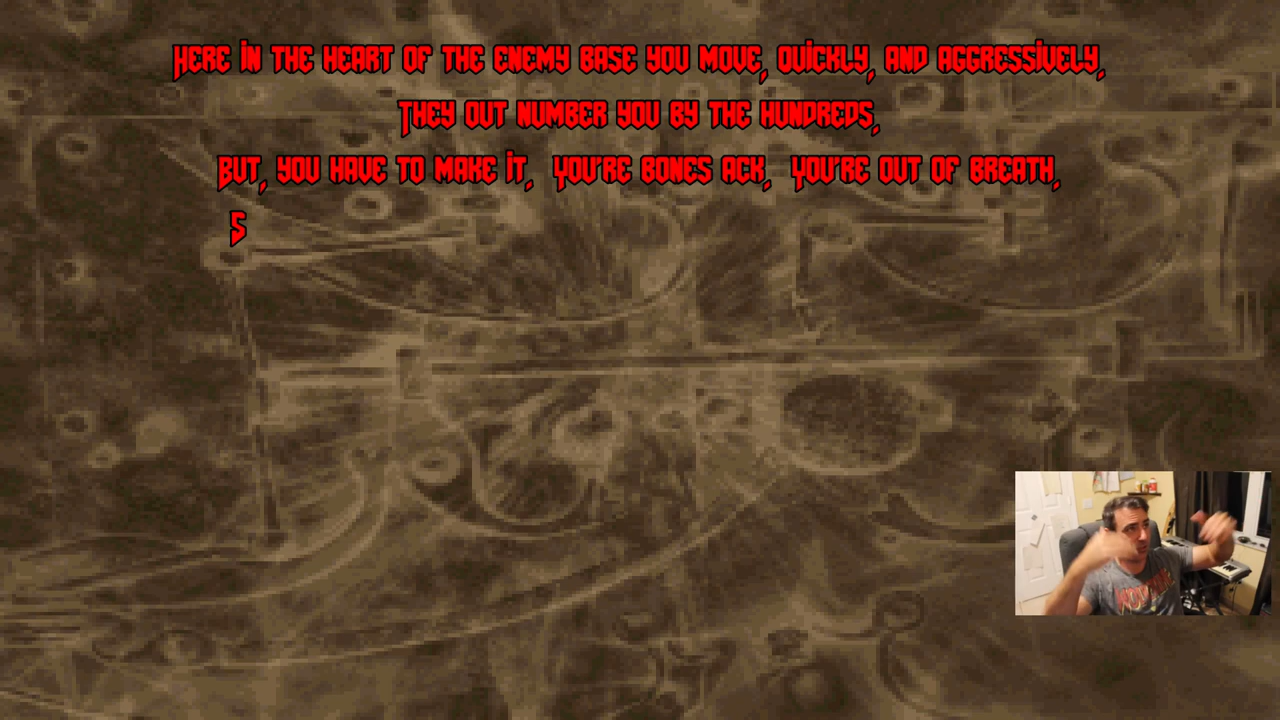 Here in the heart of the enemy base you move, quickly, and aggressively,
They out number you by the hundreds,
But, you have to make it,  You're bones ack,  You're out of breath,
S